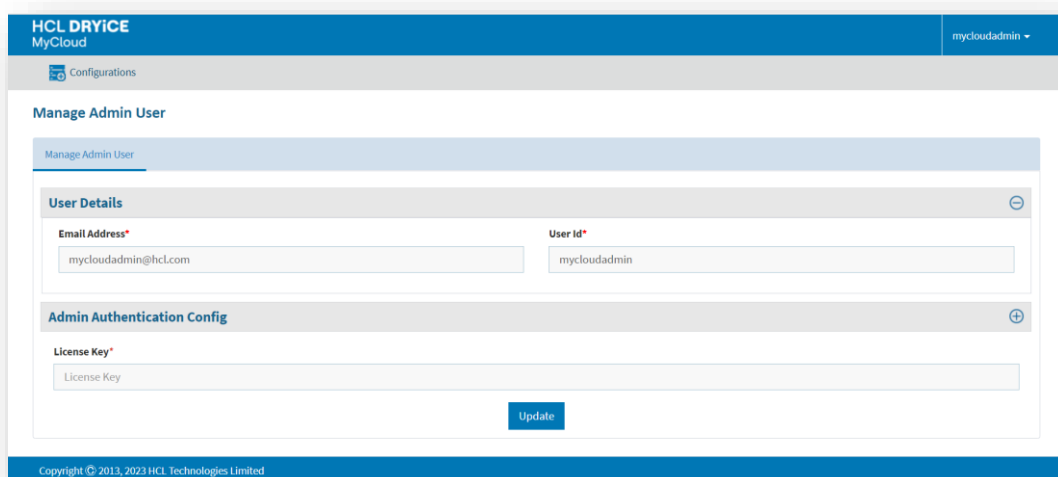 HCL DRYiCE
MyCloud
mycloudadmin
Configurations
Manage Admin User
Manage Admin User
User Details
Email Address* User Id*
mycloudadmin@hcl.com mycloudadmin
Admin Authentication Config
License Key*
License Key
Update
Copyright © 2013, 2023 HCL Technologies Limited